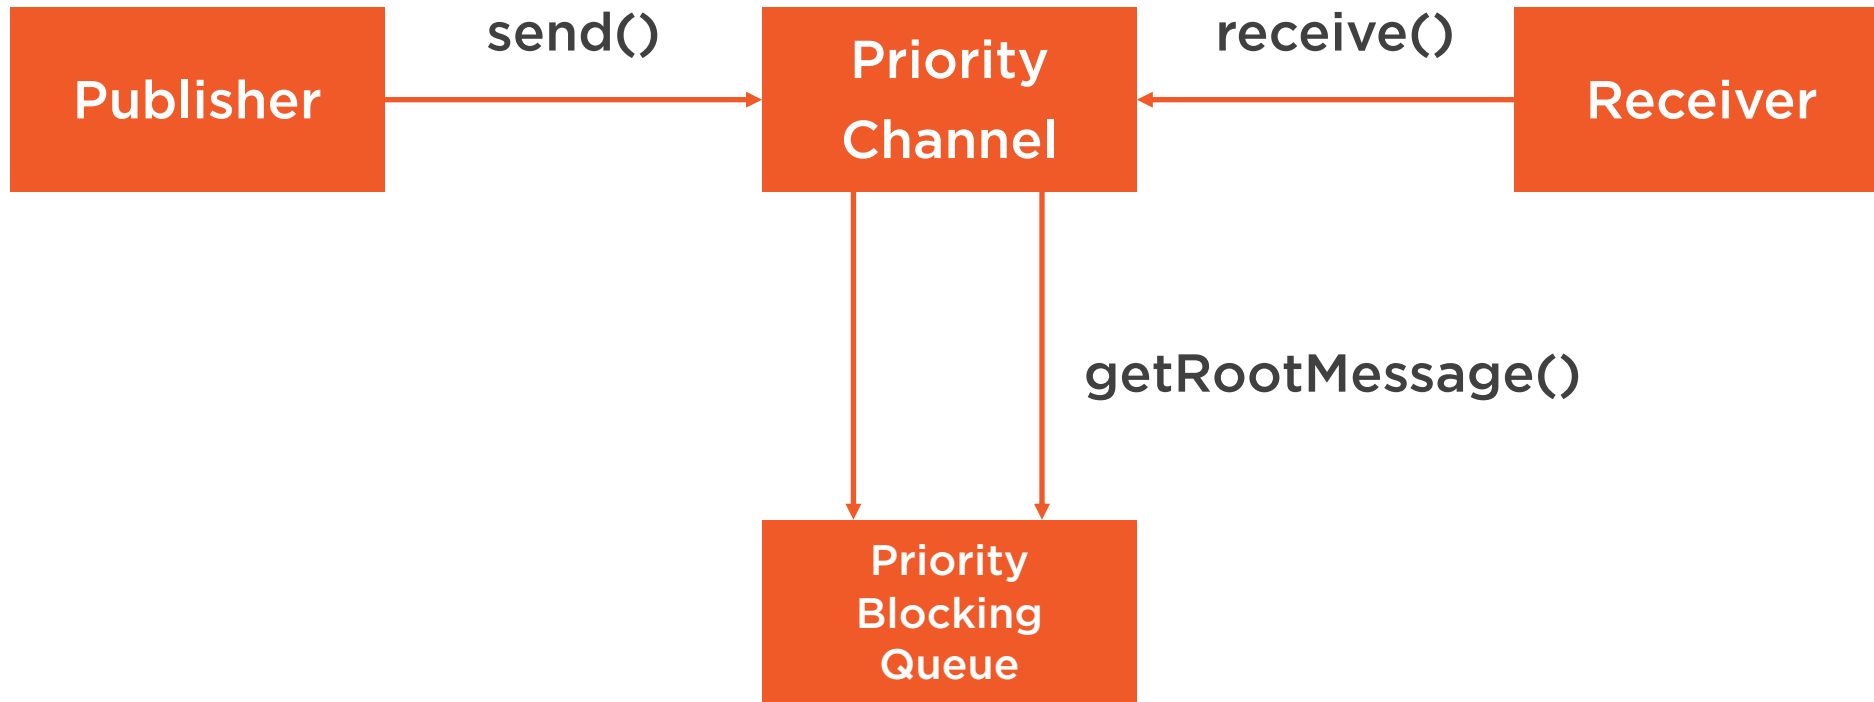 Publisher
send()
Priority
Channel
receive()
Receiver
getRootMessage()
Priority
Blocking
Queue